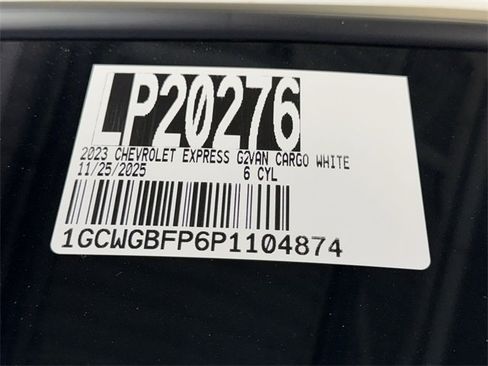 LP20276
2023 CHEVROLET EXPRESS G2VAN CARGO WHITE
11/25/2025 6 CYL
1GCWGBFP6P1104874